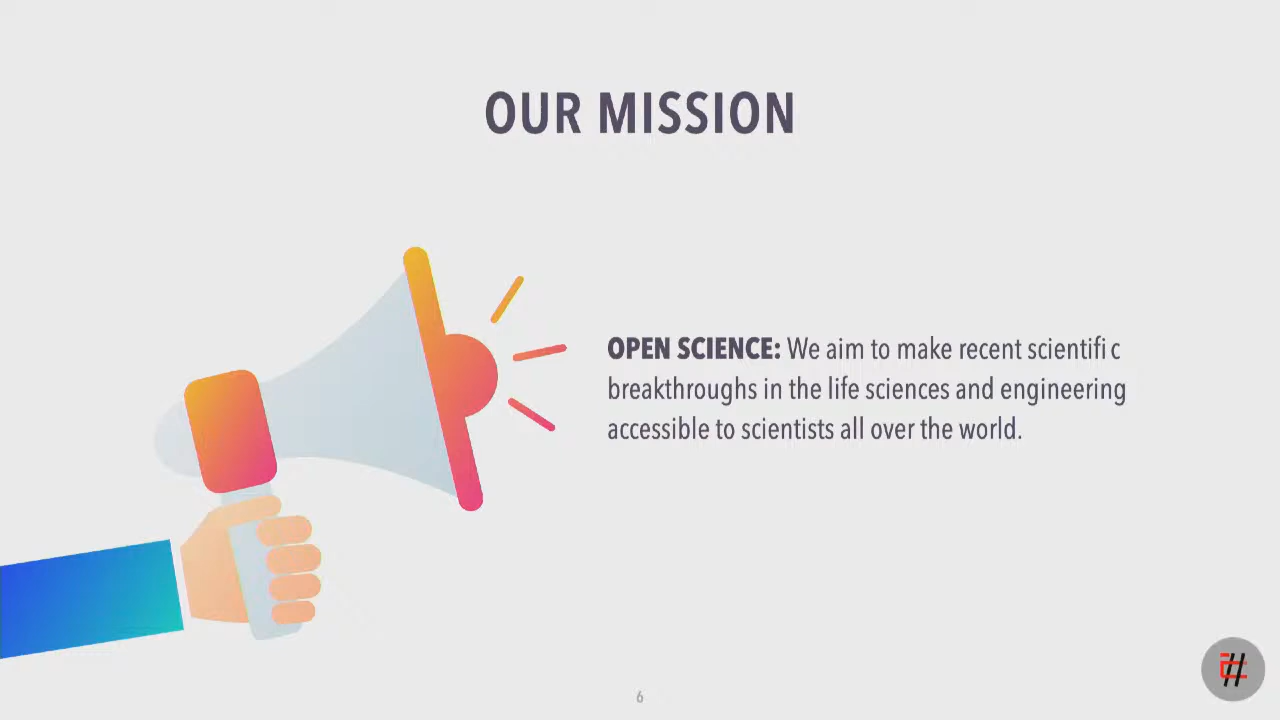 OUR MISSION
OPEN SCIENCE: We aim to make recent scientific
breakthroughs in the life sciences and engineering
accessible to scientists all over the world.
6